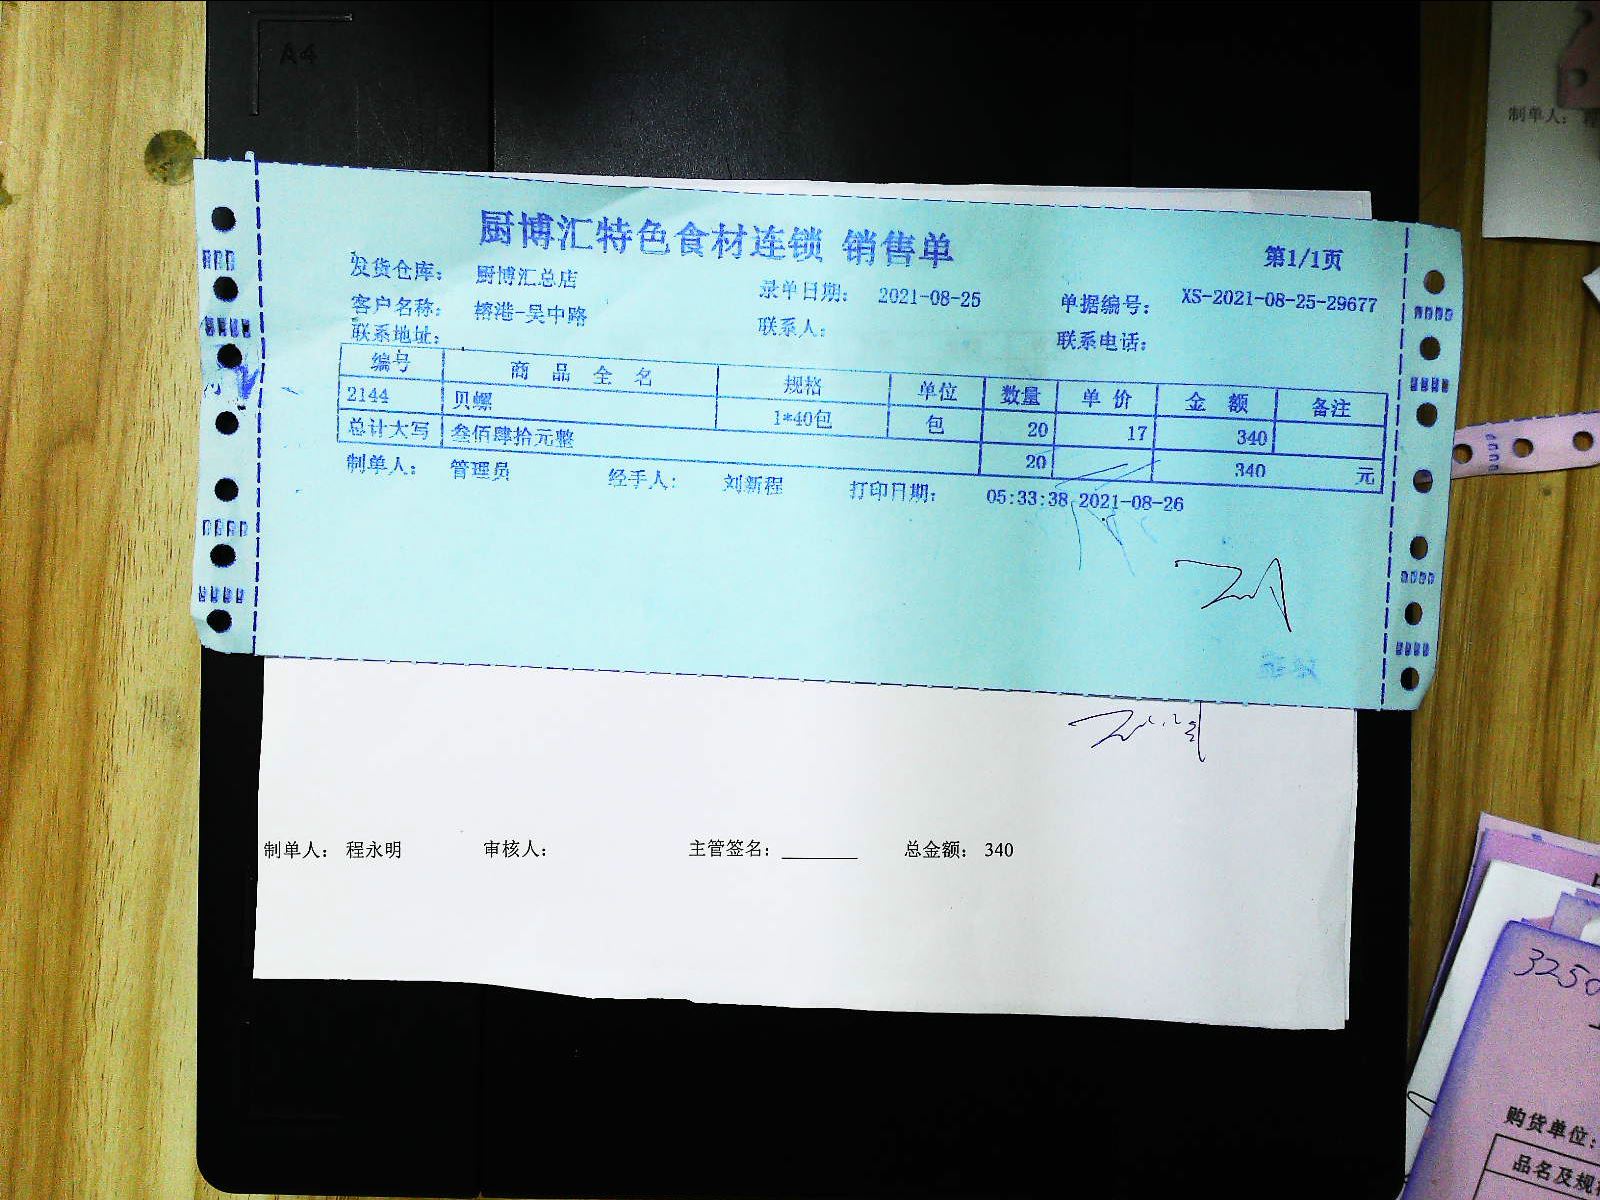 A4
制单人：
厨博汇特色食材连锁 销售单
第1/1页
发货仓库： 厨博汇总店 录单日期： 2021-08-25 单据编号： XS-2021-08-25-29677
客户名称： 榕港-吴中路 联系人： 联系电话：
联系地址：
编号 商品全名 规格 单位 数量 单价 金额 备注
2144 贝螺 1*40包 包 20 17 340
总计大写 叁佰肆拾元整 20 340 元
制单人： 管理员 经手人： 刘新程 打印日期： 05:33:38 2021-08-26
制单人： 程永明 审核人： 主管签名： 总金额： 340
325
购货单位：
品名及规